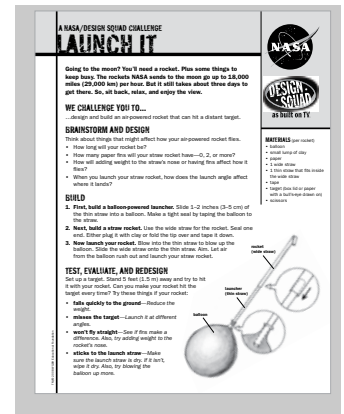 A NASA/DESIGN SQUAD CHALLENGE
LAUNCH IT
NASA
DESIGN SQUAD
as built on TV
Going to the moon? You'll need a rocket. Plus some things to
keep busy. The rockets NASA sends to the moon go up to 18,000
miles (29,000 km) per hour. But it still takes about three days to
get there. So, sit back, relax, and enjoy the view.
WE CHALLENGE YOU TO...
...design and build an air-powered rocket that can hit a distant target.
BRAINSTORM AND DESIGN
Think about things that might affect how your air-powered rocket flies.
• How long will your rocket be?
• How many paper fins will your straw rocket have—0, 2, or more?
• How will adding weight to the straw's nose or having fins affect how it
flies?
• When you launch your straw rocket, how does the launch angle affect
where it lands?
BUILD
1. First, build a balloon-powered launcher. Slide 1–2 inches (3–5 cm) of
the thin straw into a balloon. Make a tight seal by taping the balloon to
the straw.
2. Next, build a straw rocket. Use the wide straw for the rocket. Seal one
end. Either plug it with clay or fold the tip over and tape it down.
3. Now launch your rocket. Blow into the thin straw to blow up the
balloon. Slide the wide straw onto the thin straw. Aim. Let air
from the balloon rush out and launch your straw rocket.
TEST, EVALUATE, AND REDESIGN
Set up a target. Stand 5 feet (1.5 m) away and try to hit
it with your rocket. Can you make your rocket hit the
target every time? Try these things if your rocket:
• falls quickly to the ground—Reduce the
weight.
• misses the target—Launch it at different
angles.
• won't fly straight—See if fins make a
difference. Also, try adding weight to the
rocket's nose.
• sticks to the launch straw—Make
sure the launch straw is dry. If it isn't,
wipe it dry. Also, try blowing the
balloon up more.
MATERIALS (per rocket)
• balloon
• small lump of clay
• paper
• 1 wide straw
• 1 thin straw that fits inside
the wide straw
• tape
• target (box lid or paper
with a bull's-eye drawn on)
• scissors
rocket
(wide straw)
launcher
(thin straw)
balloon